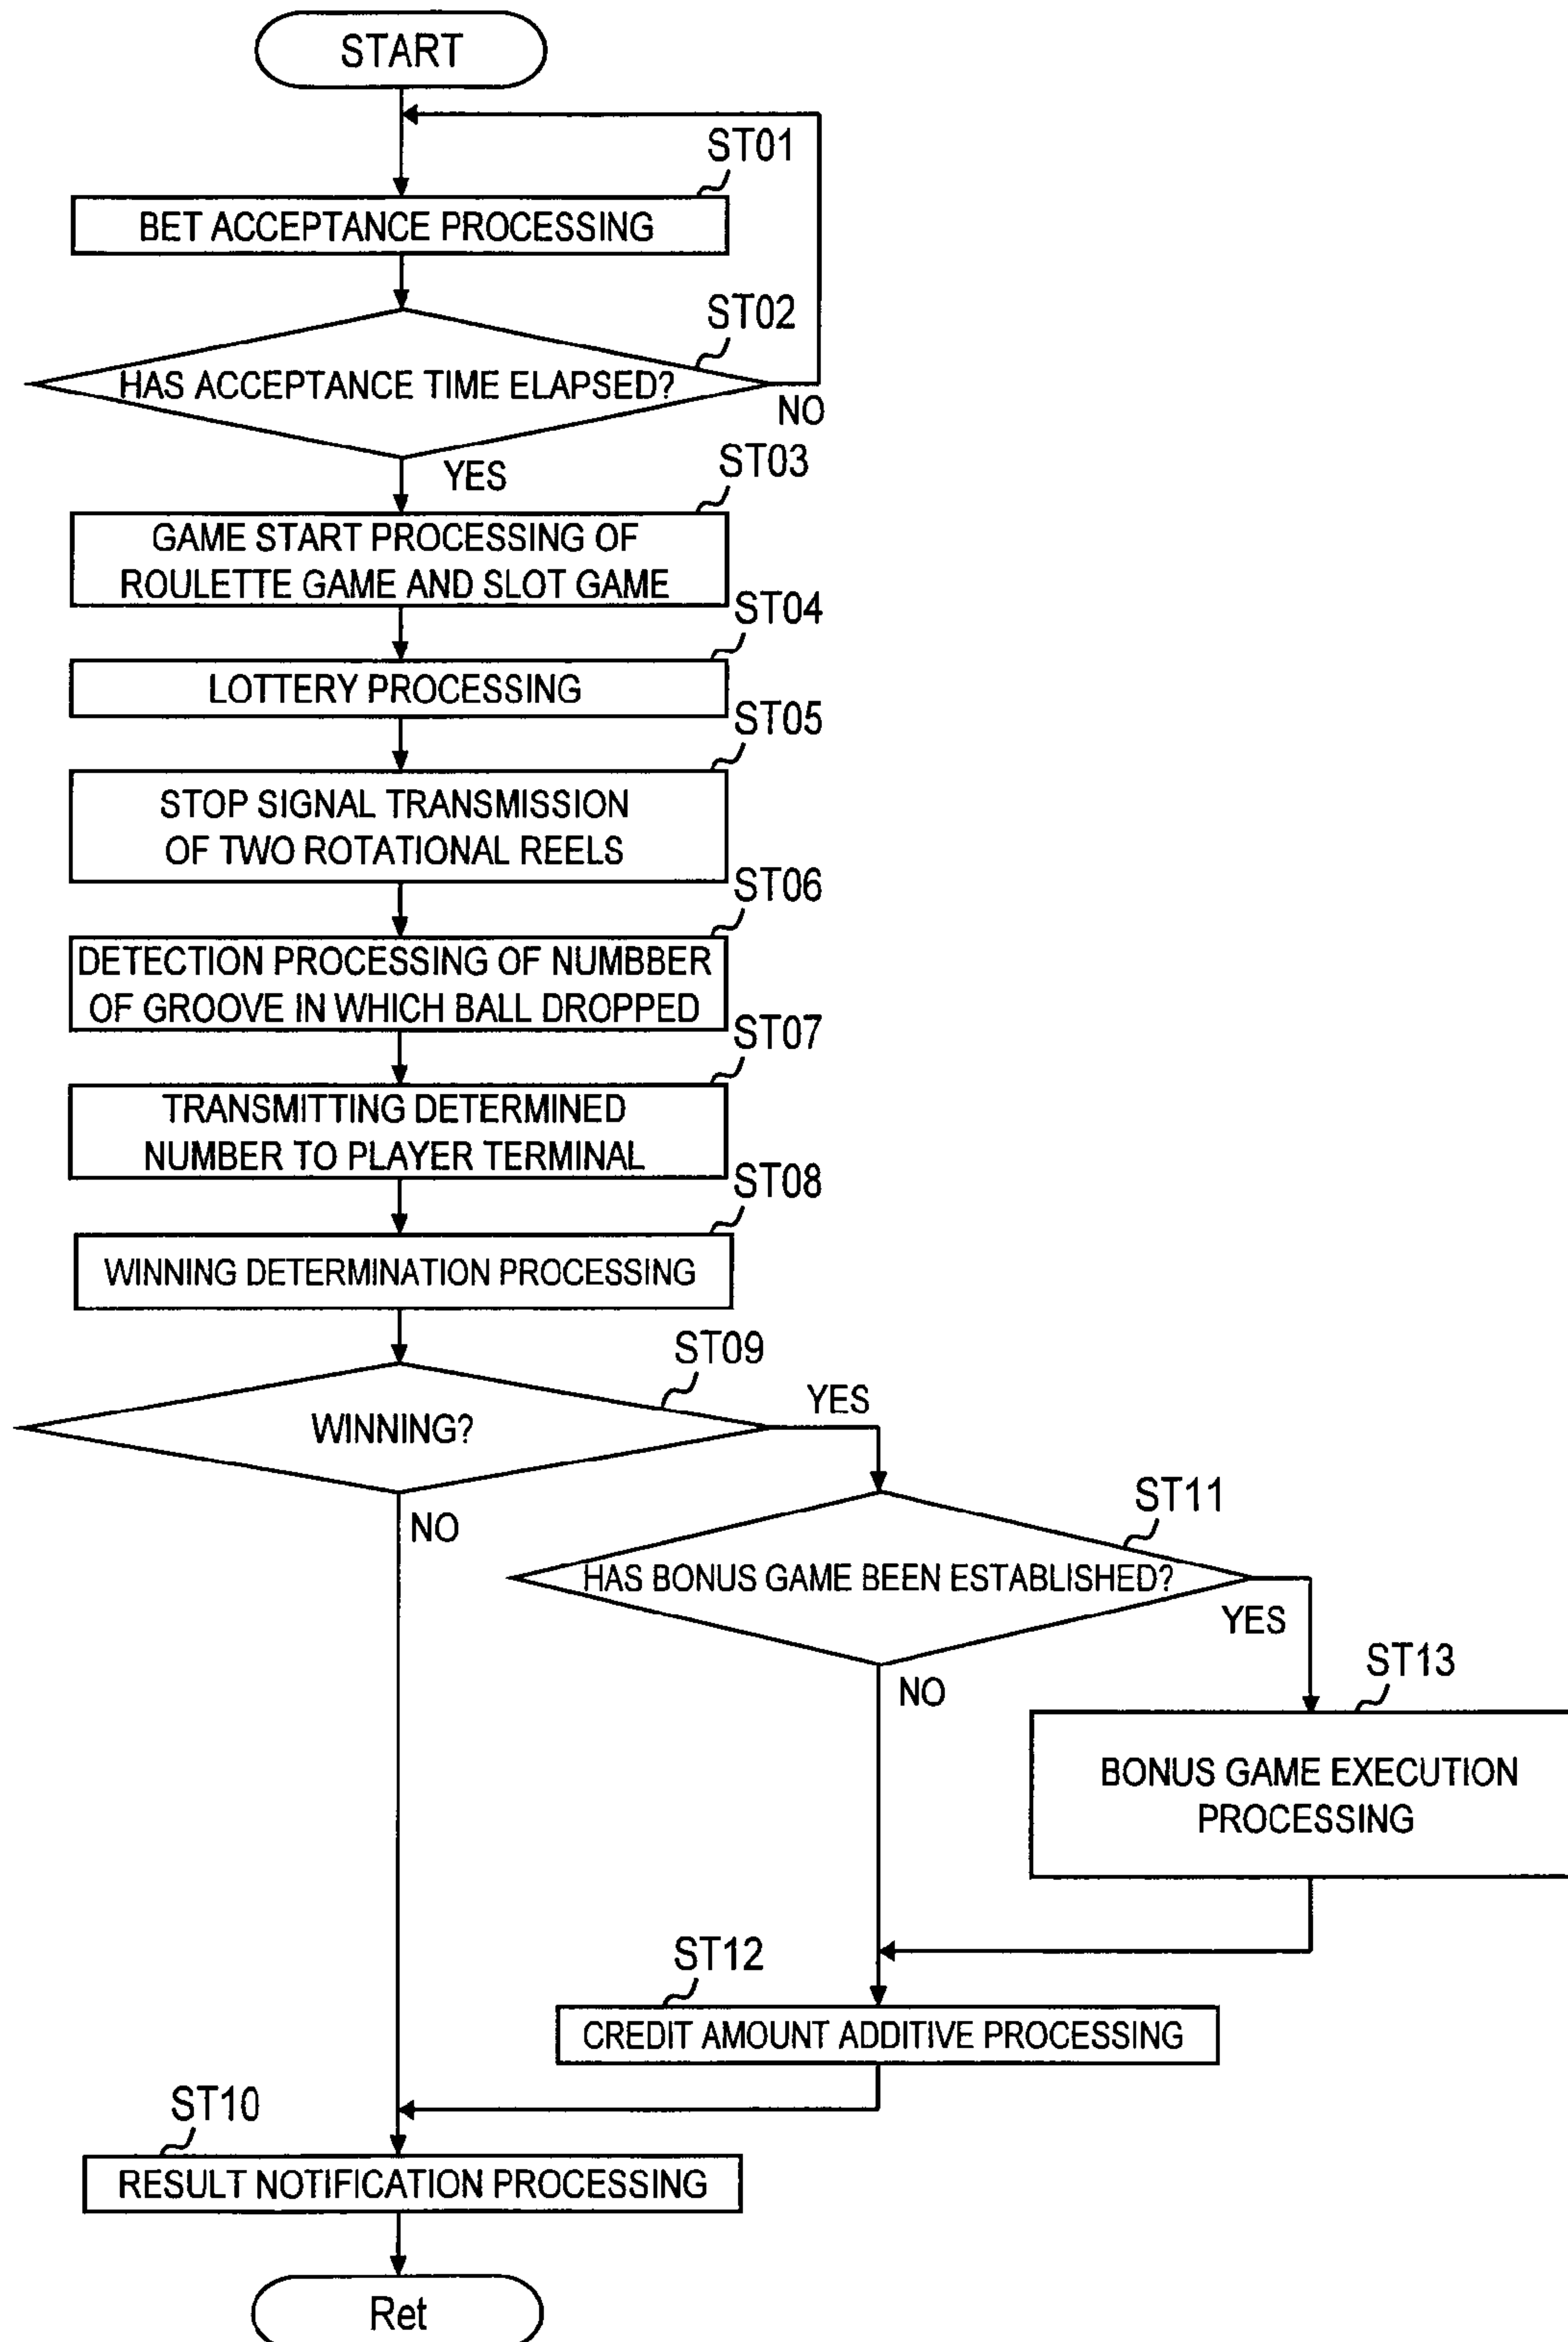 START
ST01
BET ACCEPTANCE PROCESSING
ST02
HAS ACCEPTANCE TIME ELAPSED?
NO
YES
ST03
GAME START PROCESSING OF
ROULETTE GAME AND SLOT GAME
ST04
LOTTERY PROCESSING
ST05
STOP SIGNAL TRANSMISSION
OF TWO ROTATIONAL REELS
ST06
DETECTION PROCESSING OF NUMBBER
OF GROOVE IN WHICH BALL DROPPED
ST07
TRANSMITTING DETERMINED
NUMBER TO PLAYER TERMINAL
ST08
WINNING DETERMINATION PROCESSING
ST09
WINNING?
YES
NO
ST11
HAS BONUS GAME BEEN ESTABLISHED?
YES
NO
ST13
BONUS GAME EXECUTION
PROCESSING
ST12
CREDIT AMOUNT ADDITIVE PROCESSING
ST10
RESULT NOTIFICATION PROCESSING
Ret